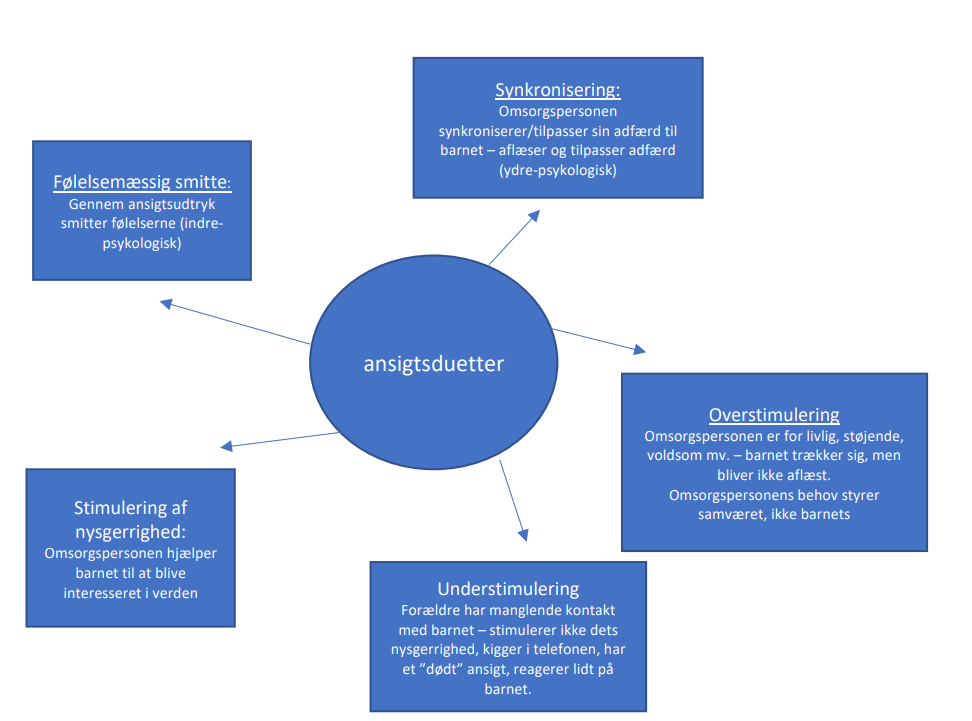 Synkronisering:
Omsorgspersonen
synkroniserer/tilpasser sin adfærd til
barnet – aflæser og tilpasser adfærd
(ydre-psykologisk)
Følelsemæssig smitte:
Gennem ansigtsudtryk
smitter følelserne (indre-
psykologisk)
ansigtsduetter
Overstimulering
Omsorgspersonen er for livlig, støjende,
voldsom mv. – barnet trækker sig, men
bliver ikke aflæst.
Omsorgspersonens behov styrer
samværet, ikke barnets
Stimulering af
nysgerrighed:
Omsorgspersonen hjælper
barnet til at blive
interesseret i verden
Understimulering
Forældre har manglende kontakt
med barnet – stimulerer ikke dets
nysgerrighed, kigger i telefonen, har
et ”dødt” ansigt, reagerer lidt på
barnet.